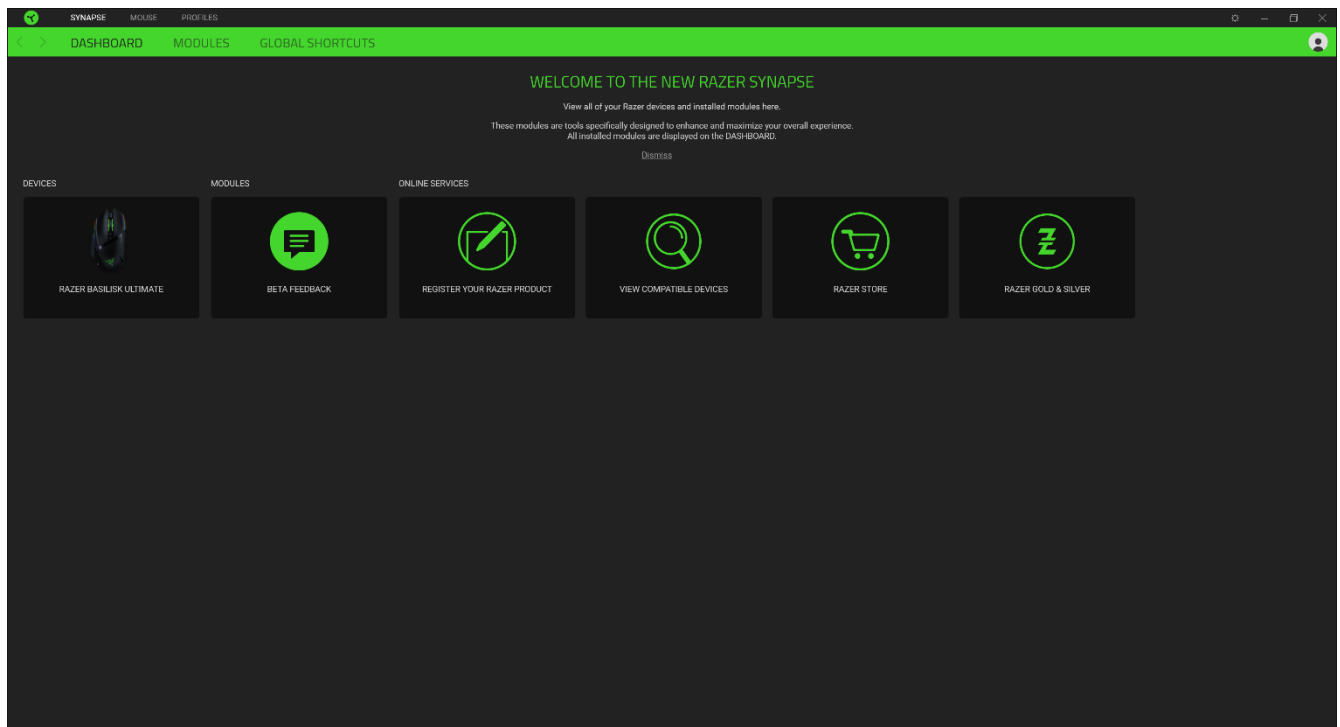 SYNAPSE MOUSE PROFILES
DASHBOARD MODULES GLOBAL SHORTCUTS
WELCOME TO THE NEW RAZER SYNAPSE
View all of your Razer devices and installed modules here.
These modules are tools specifically designed to enhance and maximize your overall experience.
All installed modules are displayed on the DASHBOARD.
Dismiss
DEVICES MODULES ONLINE SERVICES
RAZER BASILISK ULTIMATE BETA FEEDBACK REGISTER YOUR RAZER PRODUCT VIEW COMPATIBLE DEVICES RAZER STORE RAZER GOLD & SILVER